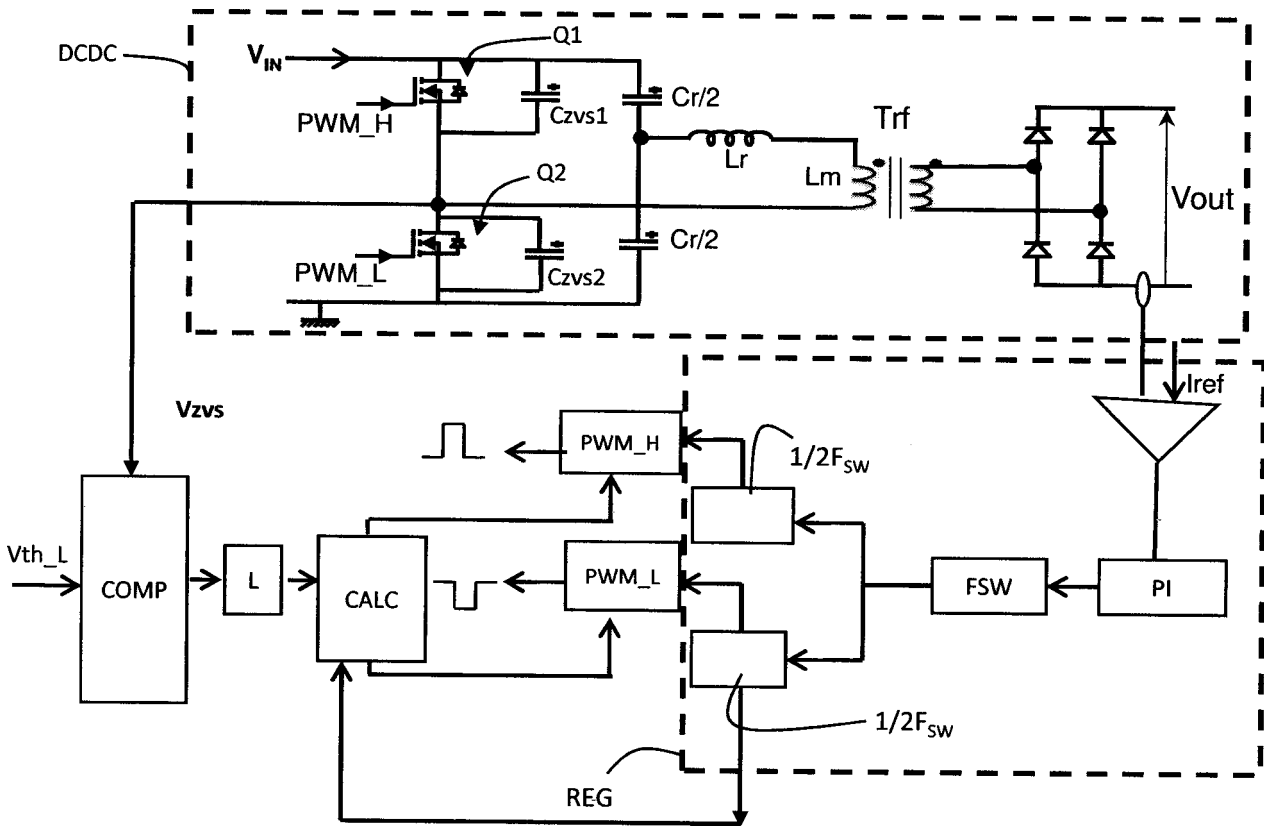 DCDC
V_IN
Q1
PWM_H
Czvs1
Cr/2
Lr
Lm
Trf
Vout
Q2
PWM_L
Czvs2
Cr/2
Iref
Vzvs
PWM_H
1/2F_SW
Vth_L
COMP
L
CALC
PWM_L
FSW
PI
1/2F_SW
REG